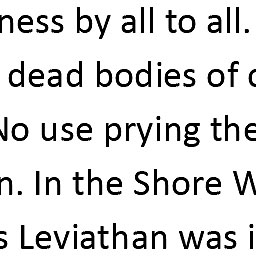 ness by all to all.
dead bodies of
No use prying the
n. In the Shore W
s Leviathan was i